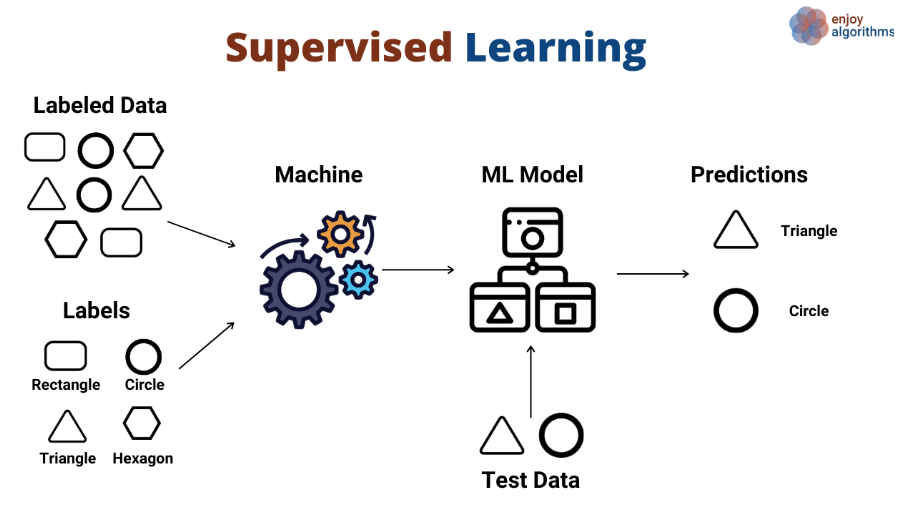 Supervised Learning
enjoy
algorithms
Labeled Data
Machine
ML Model
Predictions
Triangle
Circle
Labels
Rectangle
Circle
Triangle
Hexagon
Test Data